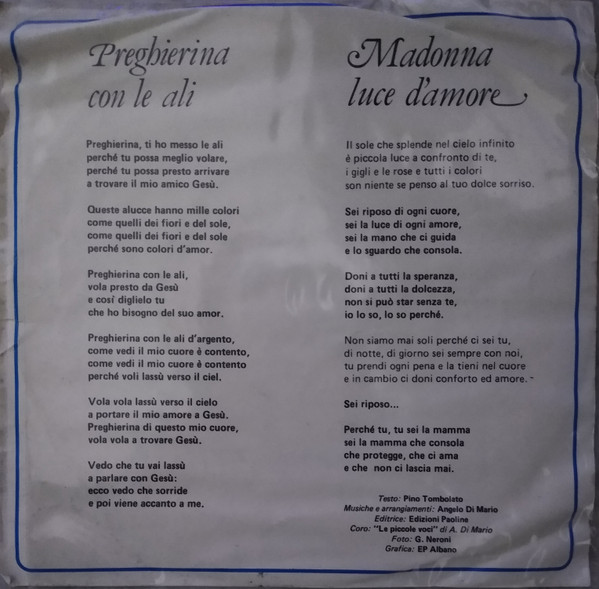 Preghierina
con le ali
Preghierina, ti ho messo le ali
perché tu possa meglio volare,
perché tu possa presto arrivare
a trovare il mio amico Gesù.
Queste alucce hanno mille colori
come quelli dei fiori e del sole,
come quelli dei fiori e del sole
perché sono colori d'amor.
Preghierina con le ali,
vola presto da Gesù
e così diglielo tu
che ho bisogno del suo amor.
Preghierina con le ali d'argento,
come vedi il mio cuore è contento,
come vedi il mio cuore è contento
perché voli lassù verso il ciel.
Vola vola lassù verso il cielo
a portare il mio amore a Gesù.
Preghierina di questo mio cuore,
vola vola a trovare Gesù.
Vedo che tu vai lassù
a parlare con Gesù:
ecco vedo che sorride
e poi viene accanto a me.
Madonna
luce d'amore
Il sole che splende nel cielo infinito
è piccola luce a confronto di te,
i gigli e le rose e tutti i colori
son niente se penso al tuo dolce sorriso.
Sei riposo di ogni cuore,
sei la luce di ogni amore,
sei la mano che ci guida
e lo sguardo che consola.
Doni a tutti la speranza,
doni a tutti la dolcezza,
non si può star senza te,
io lo so, lo so perché.
Non siamo mai soli perché ci sei tu,
di notte, di giorno sei sempre con noi,
tu prendi ogni pena e la tieni nel cuore
e in cambio ci doni conforto ed amore. -
Sei riposo...
Perché tu, tu sei la mamma
sei la mamma che consola
che protegge, che ci ama
e che non ci lascia mai.
Testo: Pino Tombolato
Musiche e arrangiamenti: Angelo Di Mario
Editrice: Edizioni Paoline
Coro: "Le piccole voci" di A. Di Mario
Foto: G. Neroni
Grafica: EP Albano